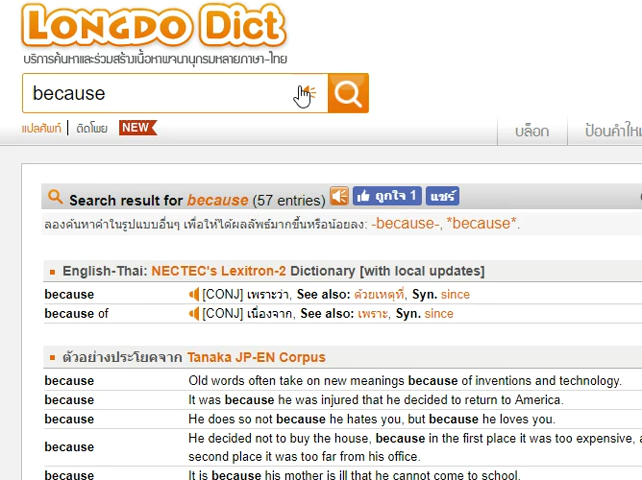 LONGDO Dict
บริการค้นหาและร่วมสร้างเนื้อหาพจนานุกรมหลายภาษา-ไทย
because
แปลศัพท์ | ติดโพย NEW
บล็อก
ป้อนคำใหม
Search result for because (57 entries) ถูกใจ 1 แชร์
ลองค้นหาคำในรูปแบบอื่นๆ เพื่อให้ได้ผลลัพธ์มากขึ้นหรือน้อยลง: -because-, *because*.
English-Thai: NECTEC's Lexitron-2 Dictionary [with local updates]
because [CONJ] เพราะว่า, See also: ด้วยเหตุที่, Syn. since
because of [CONJ] เนื่องจาก, See also: เพราะ, Syn. since
ตัวอย่างประโยคจาก Tanaka JP-EN Corpus
because Old words often take on new meanings because of inventions and technology.
because It was because he was injured that he decided to return to America.
because He does so not because he hates you, but because he loves you.
because He decided not to buy the house, because in the first place it was too expensive,
second place it was too far from his office.
because It is because his mother is ill that he cannot come to school.